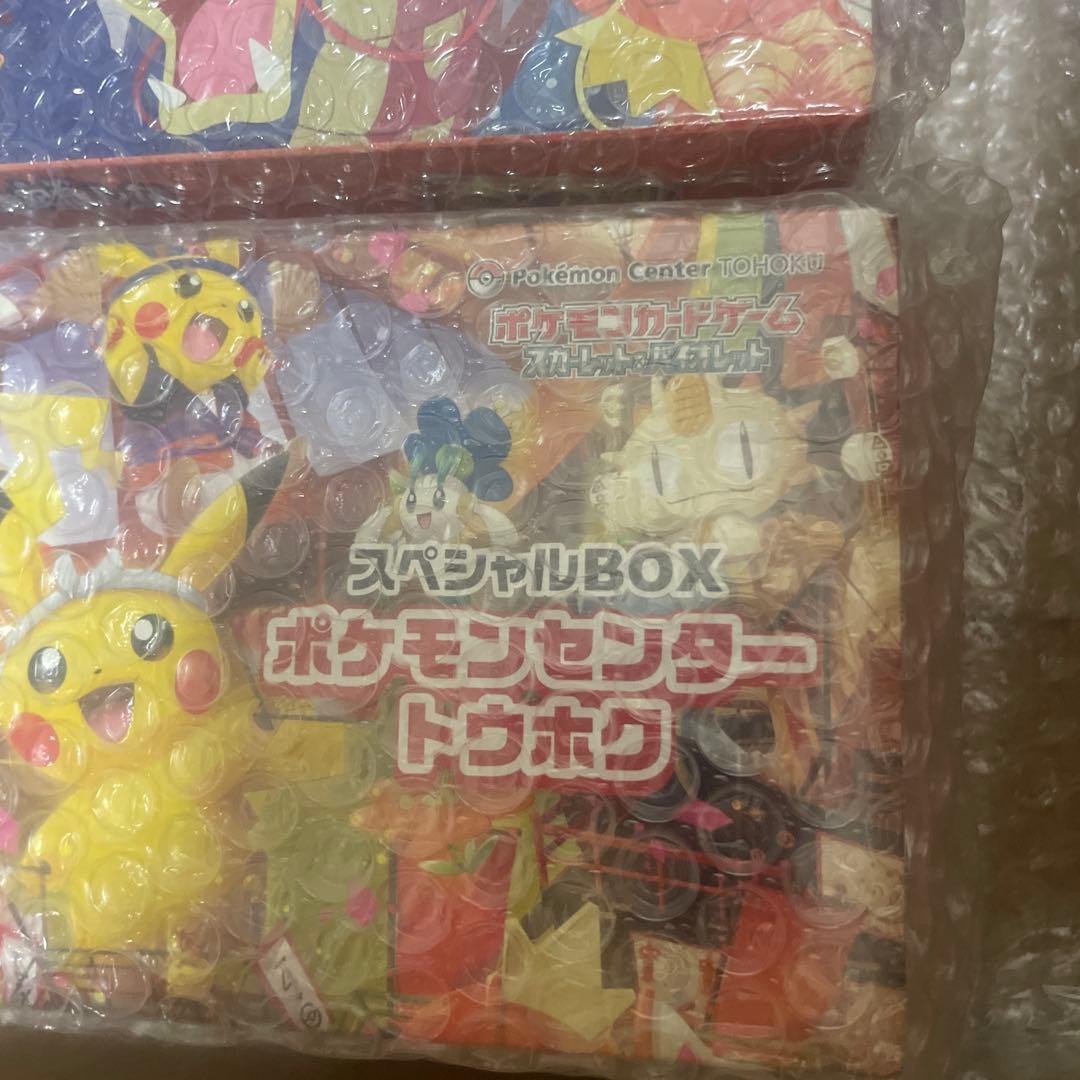 Pokémon Center TOHOKU
ポケモンカードゲーム
スカーレット&バイオレット
スペシャルBOX
ポケモンセンター
トウホク